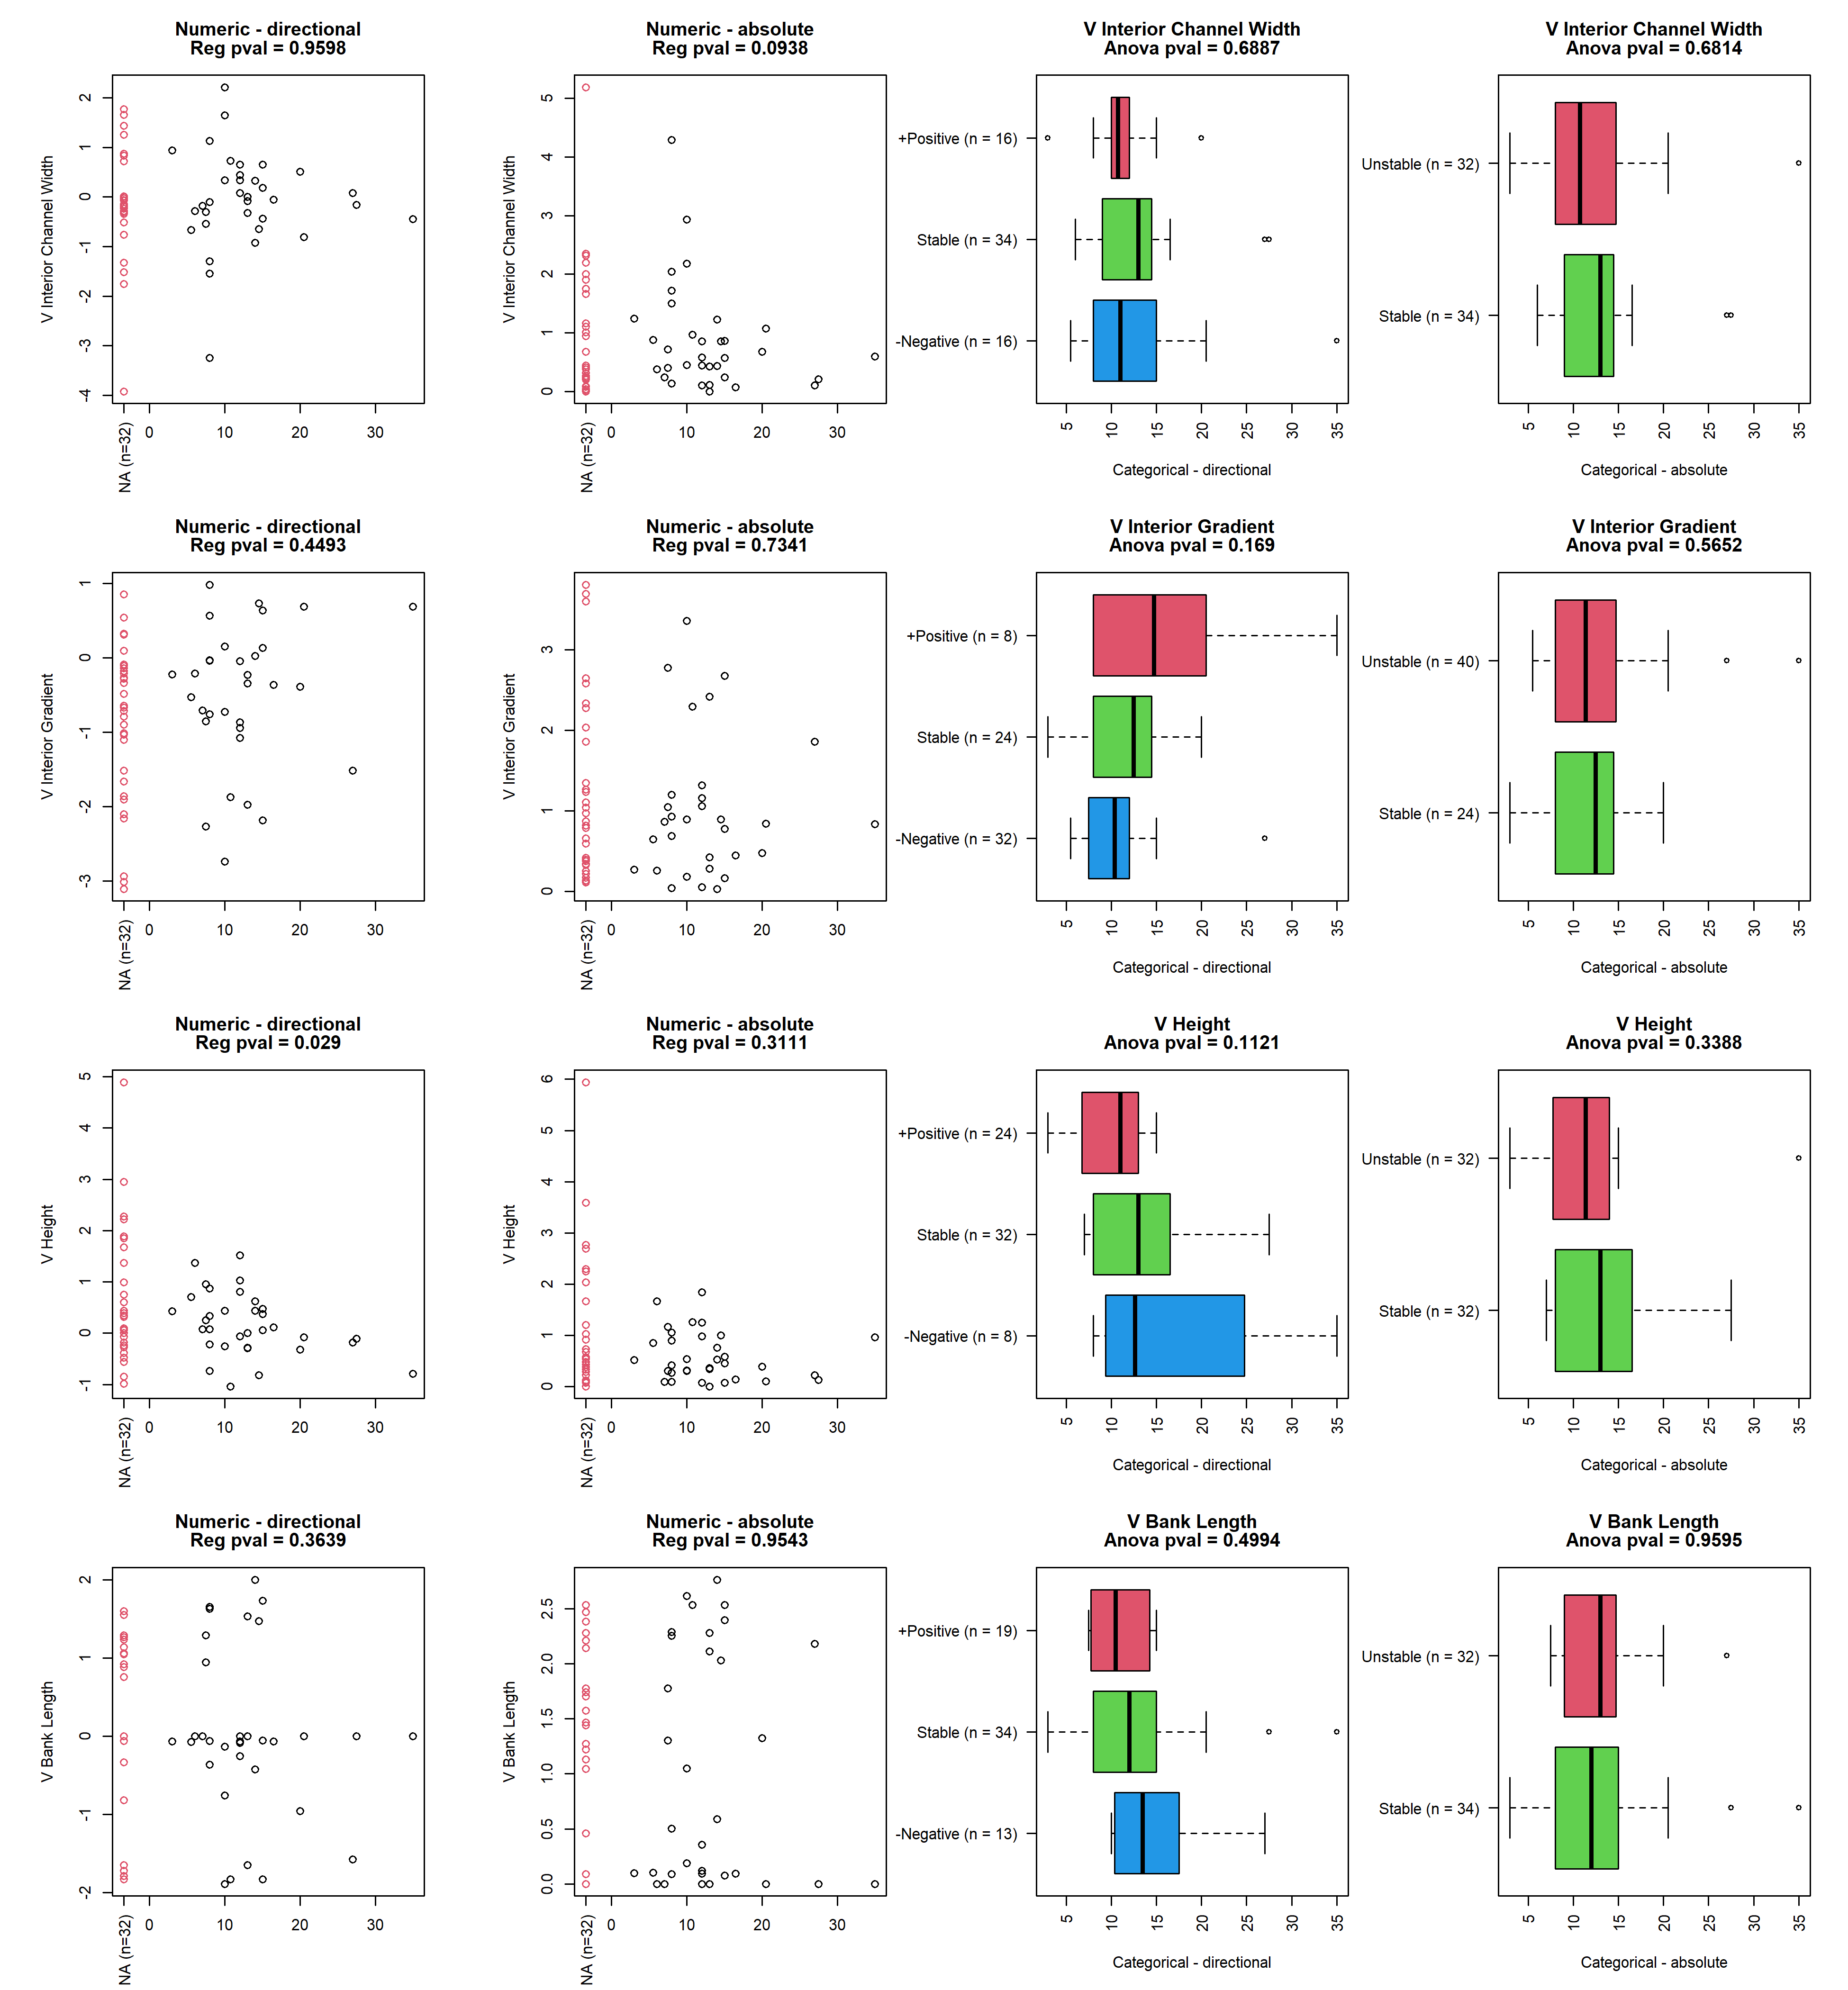 Numeric - directional
Reg pval = 0.9598
V Interior Channel Width
2
1
0
-1
-2
-3
-4
NA (n=32)
0
10
20
30
Numeric - absolute
Reg pval = 0.0938
V Interior Channel Width
5
4
3
2
1
0
NA (n=32)
0
10
20
30
V Interior Channel Width
Anova pval = 0.6887
+Positive (n = 16)
Stable (n = 34)
-Negative (n = 16)
5
10
15
20
25
30
35
Categorical - directional
V Interior Channel Width
Anova pval = 0.6814
Unstable (n = 32)
Stable (n = 34)
5
10
15
20
25
30
35
Categorical - absolute
Numeric - directional
Reg pval = 0.4493
V Interior Gradient
1
0
-1
-2
-3
NA (n=32)
0
10
20
30
Numeric - absolute
Reg pval = 0.7341
V Interior Gradient
3
2
1
0
NA (n=32)
0
10
20
30
V Interior Gradient
Anova pval = 0.169
+Positive (n = 8)
Stable (n = 24)
-Negative (n = 32)
5
10
15
20
25
30
35
Categorical - directional
V Interior Gradient
Anova pval = 0.5652
Unstable (n = 40)
Stable (n = 24)
5
10
15
20
25
30
35
Categorical - absolute
Numeric - directional
Reg pval = 0.029
V Height
5
4
3
2
1
0
-1
NA (n=32)
0
10
20
30
Numeric - absolute
Reg pval = 0.3111
V Height
6
5
4
3
2
1
0
NA (n=32)
0
10
20
30
V Height
Anova pval = 0.1121
+Positive (n = 24)
Stable (n = 32)
-Negative (n = 8)
5
10
15
20
25
30
35
Categorical - directional
V Height
Anova pval = 0.3388
Unstable (n = 32)
Stable (n = 32)
5
10
15
20
25
30
35
Categorical - absolute
Numeric - directional
Reg pval = 0.3639
V Bank Length
2
1
0
-1
-2
NA (n=32)
0
10
20
30
Numeric - absolute
Reg pval = 0.9543
V Bank Length
2.5
2.0
1.5
1.0
0.5
0.0
NA (n=32)
0
10
20
30
V Bank Length
Anova pval = 0.4994
+Positive (n = 19)
Stable (n = 34)
-Negative (n = 13)
5
10
15
20
25
30
35
Categorical - directional
V Bank Length
Anova pval = 0.9595
Unstable (n = 32)
Stable (n = 34)
5
10
15
20
25
30
35
Categorical - absolute